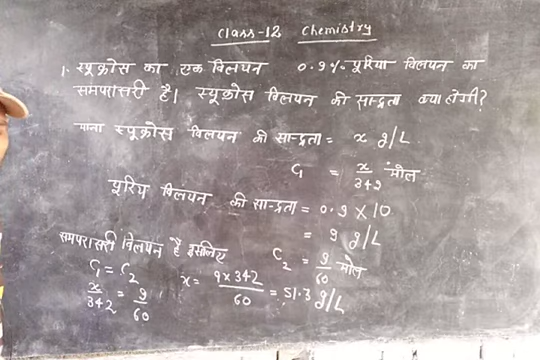 Class-12 Chemistry
1. स्यूक्रोस का एक विलयन 0.9% यूरिया विलयन का
समपरासरी है। स्यूक्रोस विलयन की सान्द्रता क्या होगी?
माना स्यूक्रोस विलयन की सान्द्रता = x g/L
C₁ = x/342 मोल
यूरिया विलयन की सान्द्रता = 0.9 X 10
= 9 g/L
समपरासरी विलयन है इसलिए C₂ = 9/60 मोल
C₁ = C₂
x/342 = 9/60 x = 9 x 342/60 = 51.3 g/L